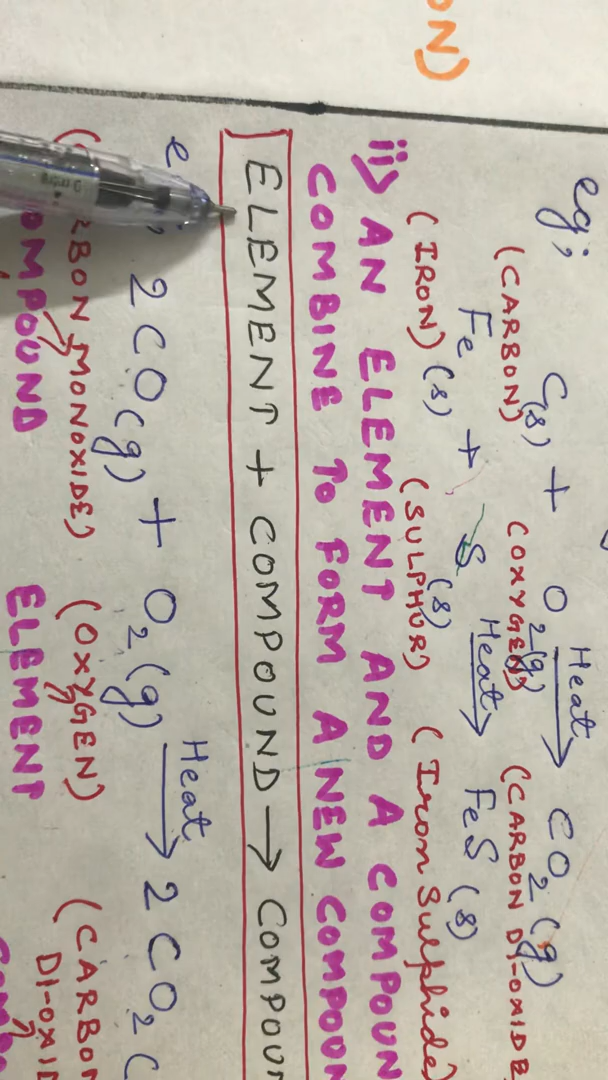 ON)
eg; C(s) + O2(g) Heat → CO2(g)
(CARBON) (OXYGEN) (CARBON DI-OXIDE
Fe (s) + S (s) Heat → FeS (s)
(IRON) (SULPHUR) (Iron Sulphide)
ii) AN ELEMENT AND A COMPOUN
COMBINE TO FORM A NEW COMPOUN
ELEMENT + COMPOUND → COMPOUN
e ; 2CO(g) + O2(g) Heat → 2CO2(
RBON MONOXIDE) (OXYGEN) (CARBON
DI-OXID
OMPOUND ELEMENT